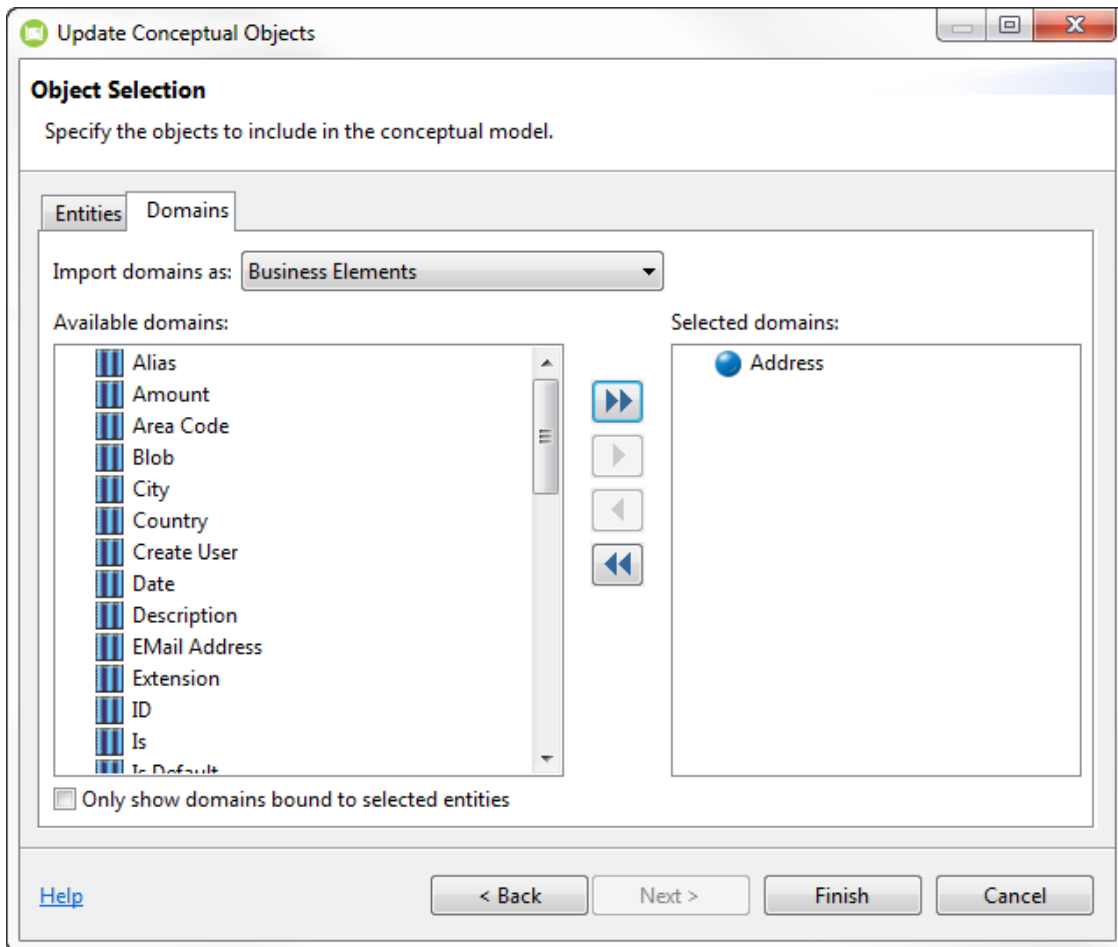 Update Conceptual Objects
Object Selection
Specify the objects to include in the conceptual model.
Entities Domains
Import domains as: Business Elements
Available domains: Selected domains:
Alias Address
Amount
Area Code
Blob
City
Country
Create User
Date
Description
EMail Address
Extension
ID
Is
Is Default
Only show domains bound to selected entities
Help < Back Next > Finish Cancel